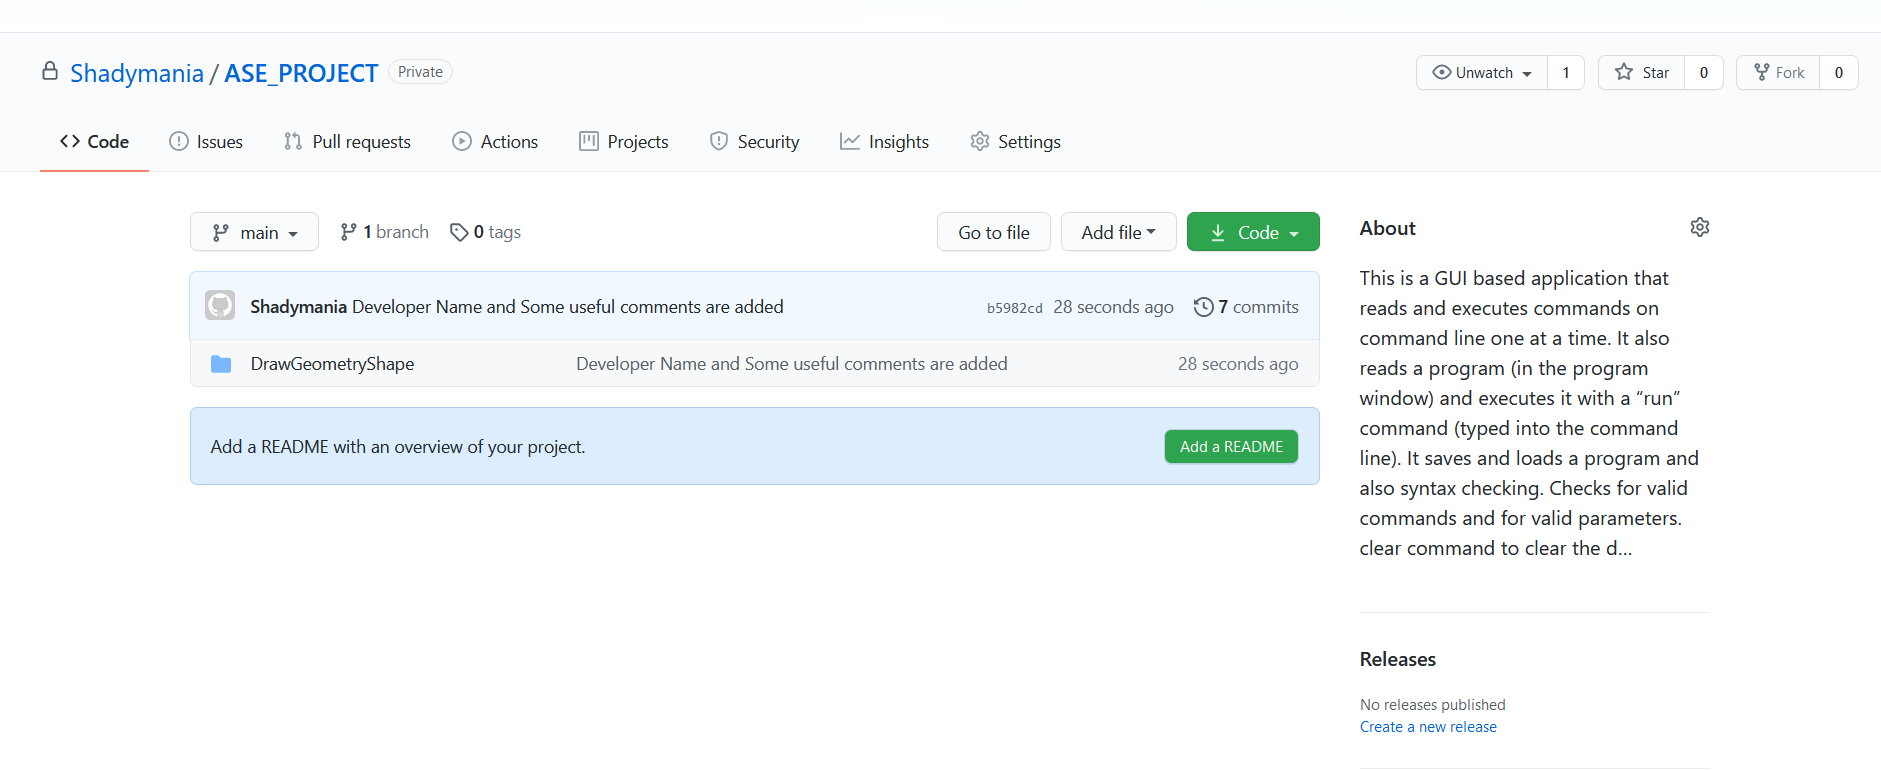 Shadymania / ASE_PROJECT Private
Unwatch 1 Star 0 Fork 0
Code Issues Pull requests Actions Projects Security Insights Settings
main 1 branch 0 tags Go to file Add file Code
Shadymania Developer Name and Some useful comments are added b5982cd 28 seconds ago 7 commits
DrawGeometryShape Developer Name and Some useful comments are added 28 seconds ago
Add a README with an overview of your project. Add a README
About
This is a GUI based application that
reads and executes commands on
command line one at a time. It also
reads a program (in the program
window) and executes it with a “run”
command (typed into the command
line). It saves and loads a program and
also syntax checking. Checks for valid
commands and for valid parameters.
clear command to clear the d...
Releases
No releases published
Create a new release